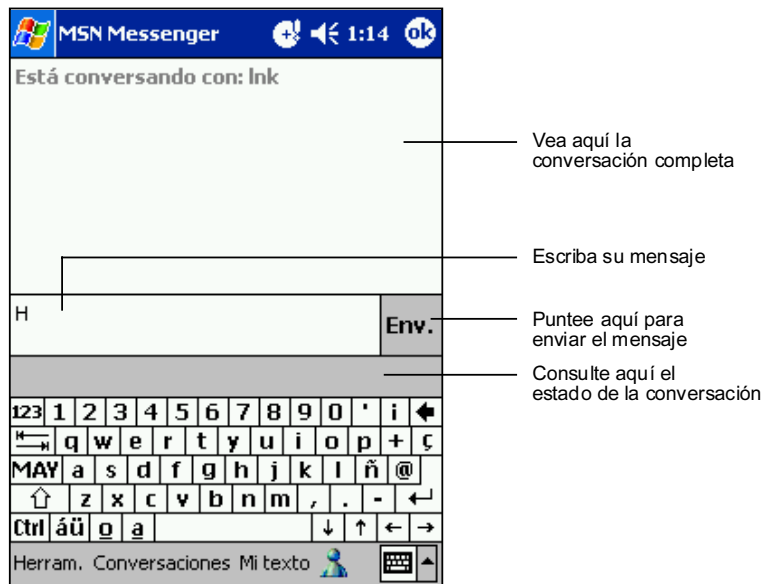 MSN Messenger 1:14 ok
Está conversando con: lnk
Vea aquí la
conversación completa
Escriba su mensaje
H
Env.
Puntee aquí para
enviar el mensaje
Consulte aquí el
estado de la conversación
123 1 2 3 4 5 6 7 8 9 0 ' ¡
q w e r t y u i o p + ç
MAY a s d f g h j k l ñ @
z x c v b n m , . -
Ctrl áü o a ↓ ↑ ← →
Herram. Conversaciones Mi texto